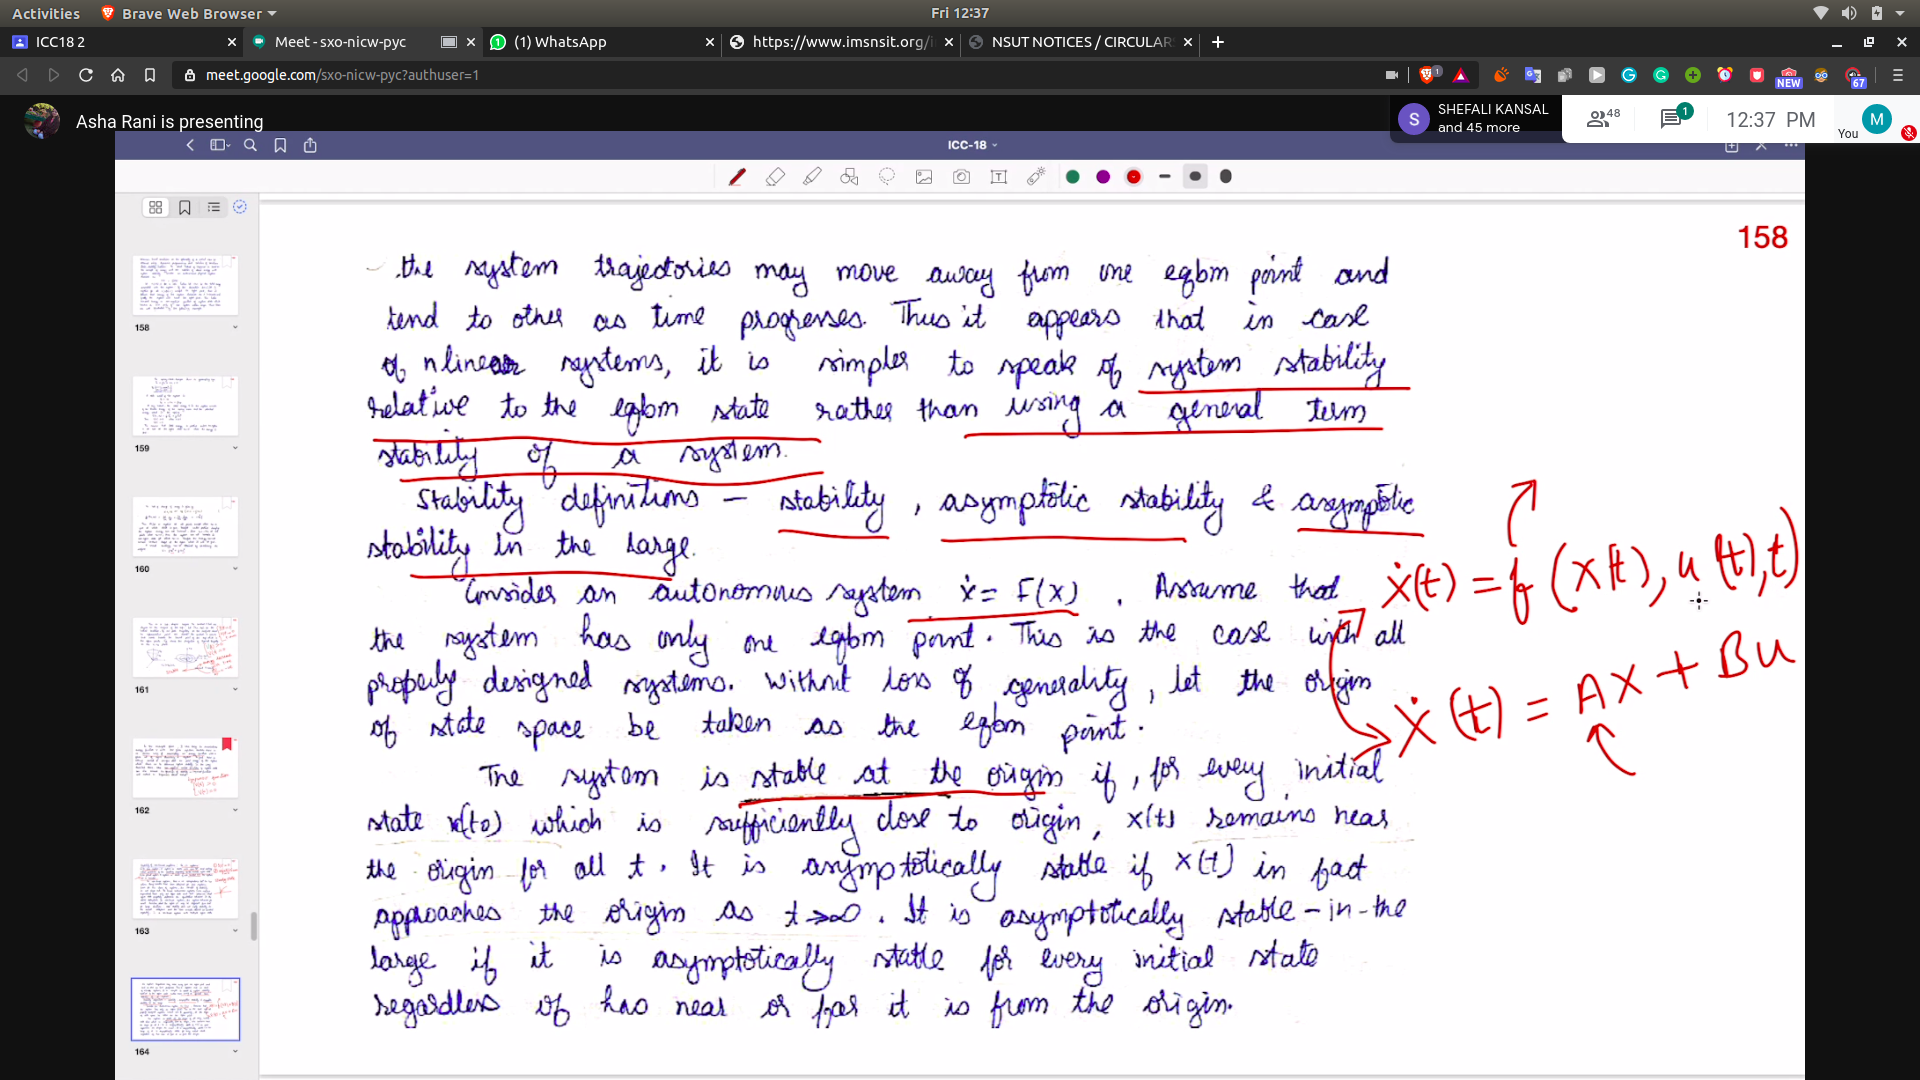 Activities
Brave Web Browser
Fri 12:37
ICC18 2
Meet - sxo-nicw-pyc
(1) WhatsApp
https://www.imsnsit.org/i
NSUT NOTICES / CIRCULAR
meet.google.com/sxo-nicw-pyc?authuser=1
1
NEW
67
Asha Rani is presenting
S
SHEFALI KANSAL
and 45 more
48
1
12:37 PM
You
M
ICC-18
158
159
160
161
162
163
164
158
the system trajectories may move away from one eqbm point and
tend to other as time progresses. Thus it appears that in case
of nlinear systems, it is simpler to speak of system stability
relative to the eqbm state rather than using a general term
stability of a system.
Stability definitions – stability, asymptotic stability & asymptotic
stability in the large.
Consider an autonomous system ẋ = F(x). Assume that
the system has only one eqbm point. This is the case with all
properly designed systems. Without loss of generality, let the origin
of state space be taken as the eqbm point.
The system is stable at the origin if, for every initial
state x(t0) which is sufficiently close to origin, x(t) remains near
the origin for all t. It is asymptotically stable if x(t) in fact
approaches the origin as t→∞. It is asymptotically stable-in-the
large if it is asymptotically stable for every initial state
regardless of how near or far it is from the origin.
ẋ(t) = f(x(t), u(t), t)
ẋ(t) = Ax + Bu